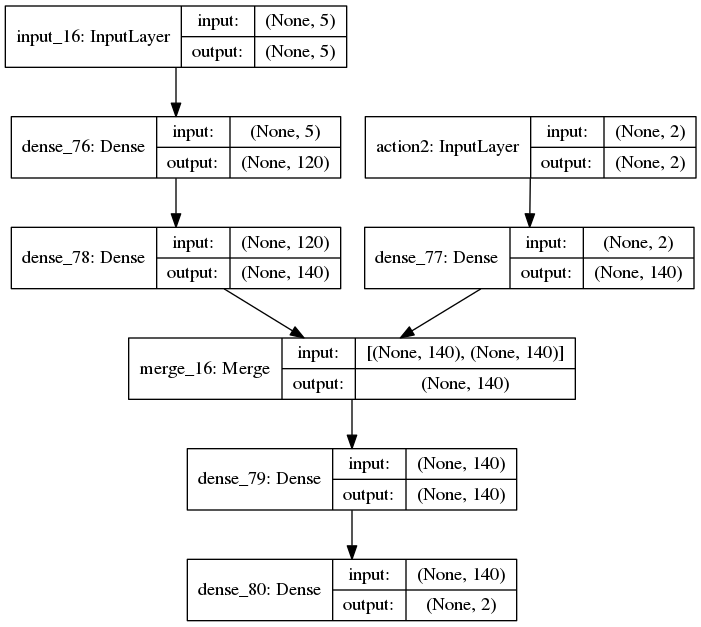 input_16: InputLayer
input: (None, 5)
output: (None, 5)
dense_76: Dense
input: (None, 5)
output: (None, 120)
action2: InputLayer
input: (None, 2)
output: (None, 2)
dense_78: Dense
input: (None, 120)
output: (None, 140)
dense_77: Dense
input: (None, 2)
output: (None, 140)
merge_16: Merge
input: [(None, 140), (None, 140)]
output: (None, 140)
dense_79: Dense
input: (None, 140)
output: (None, 140)
dense_80: Dense
input: (None, 140)
output: (None, 2)